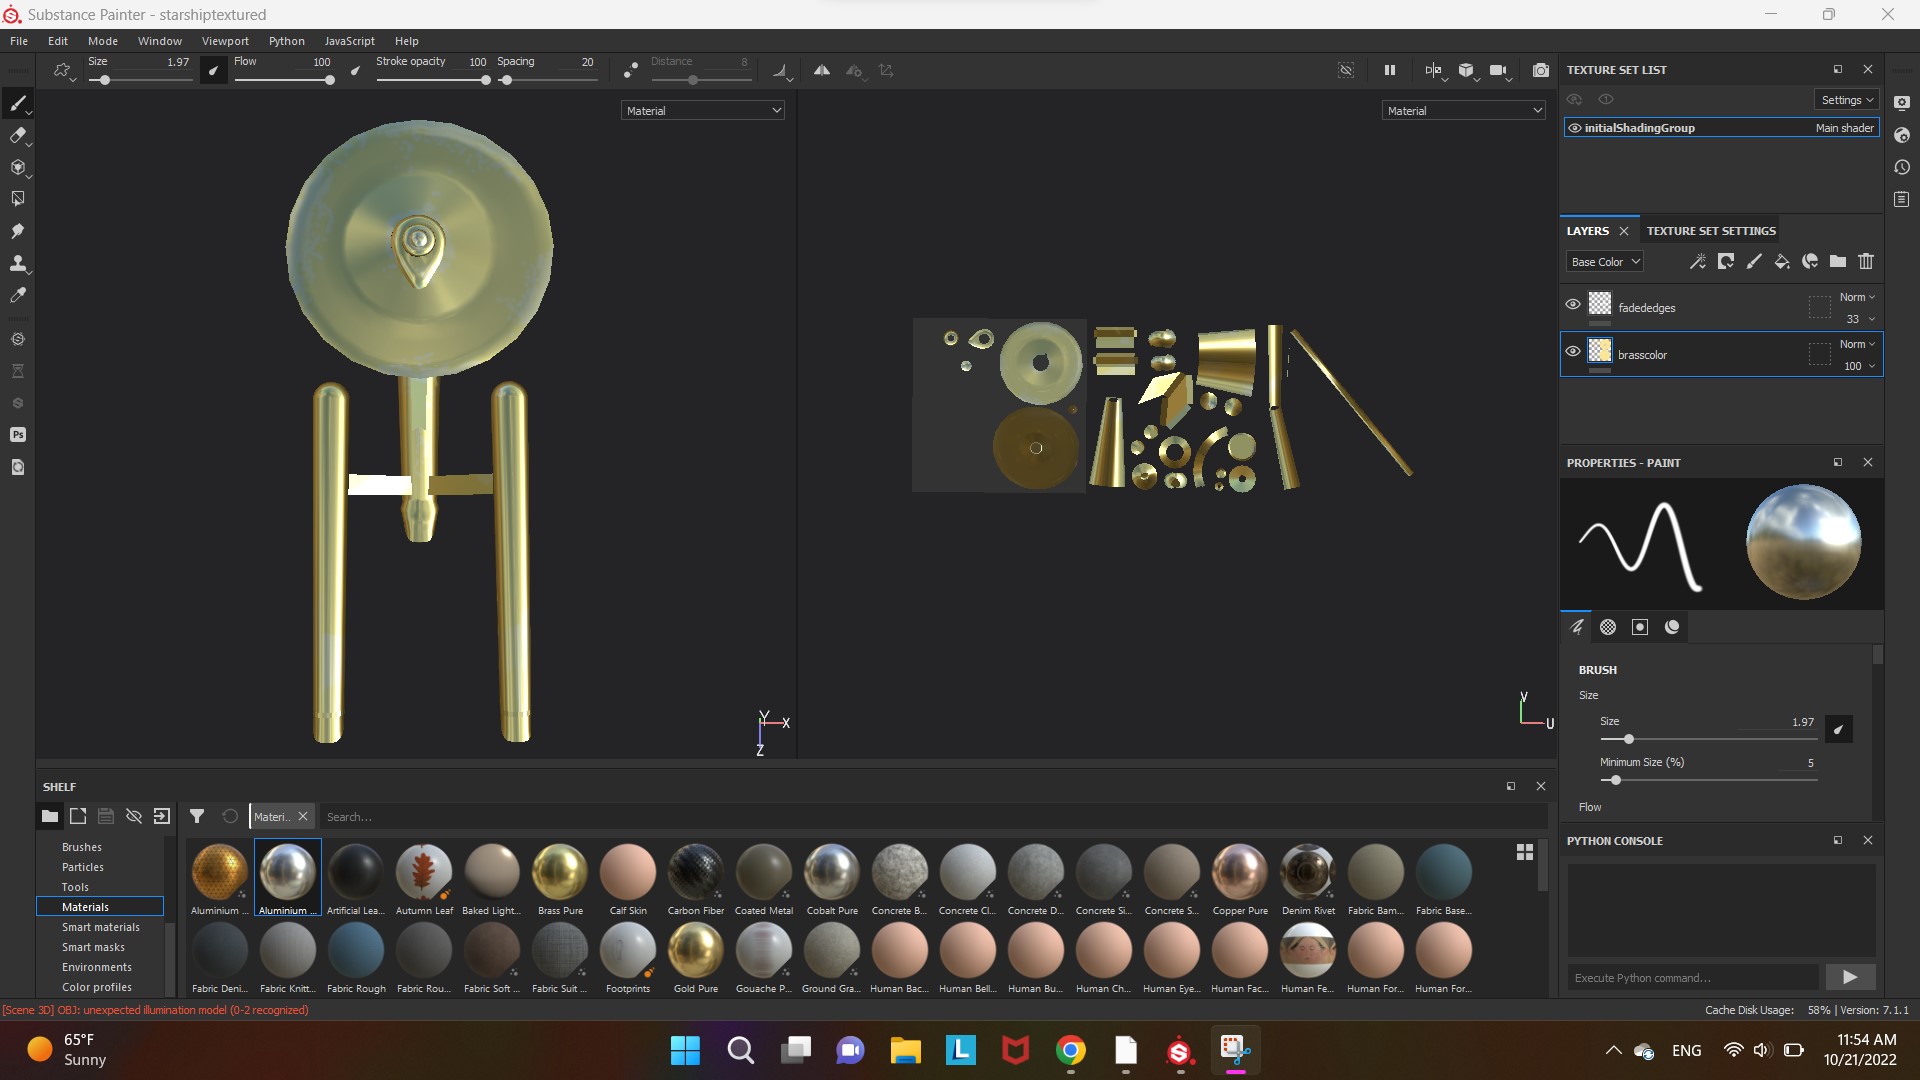 Substance Painter - starshiptextured
File Edit Mode Window Viewport Python JavaScript Help
Size 1.97 Flow 100 Stroke opacity 100 Spacing 20 Distance 8
Material
Material
Y X
Z
V
U
TEXTURE SET LIST
Settings
initialShadingGroup Main shader
LAYERS TEXTURE SET SETTINGS
Base Color
fadededges Norm
33
brasscolor Norm
100
PROPERTIES - PAINT
BRUSH
Size
Size 1.97
Minimum Size (%) 5
Flow
PYTHON CONSOLE
Execute Python command...
Ps
SHELF
Materi.. Search...
Brushes
Particles
Tools
Materials
Smart materials
Smart masks
Environments
Color profiles
Aluminium ... Aluminium ... Artificial Lea... Autumn Leaf Baked Light... Brass Pure Calf Skin Carbon Fiber Coated Metal Cobalt Pure Concrete B... Concrete Cl... Concrete D... Concrete Si... Concrete S... Copper Pure Denim Rivet Fabric Bam... Fabric Base...
Fabric Deni... Fabric Knitt... Fabric Rough Fabric Rou... Fabric Soft ... Fabric Suit ... Footprints Gold Pure Gouache P... Ground Gra... Human Bac... Human Bell... Human Bu... Human Ch... Human Eye... Human Fac... Human Fe... Human For... Human For...
[Scene 3D] OBJ: unexpected illumination model (0-2 recognized) Cache Disk Usage: 58% | Version: 7.1.1
65°F
Sunny
L
ENG
11:54 AM
10/21/2022